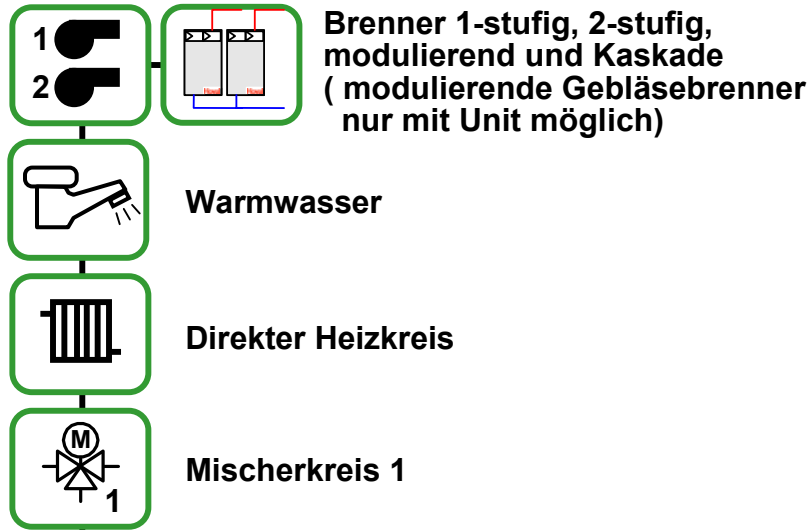 1
2
Brenner 1-stufig, 2-stufig,
modulierend und Kaskade
( modulierende Gebläsebrenner
nur mit Unit möglich)
Warmwasser
Direkter Heizkreis
M
1
Mischerkreis 1